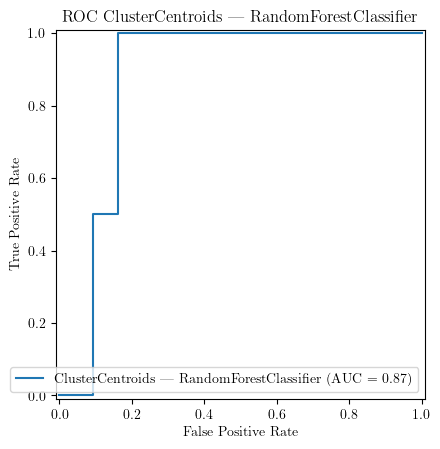 ROC ClusterCentroids — RandomForestClassifier
1.0
0.8
0.6
0.4
0.2
0.0
True Positive Rate
ClusterCentroids — RandomForestClassifier (AUC = 0.87)
0.0 0.2 0.4 0.6 0.8 1.0
False Positive Rate